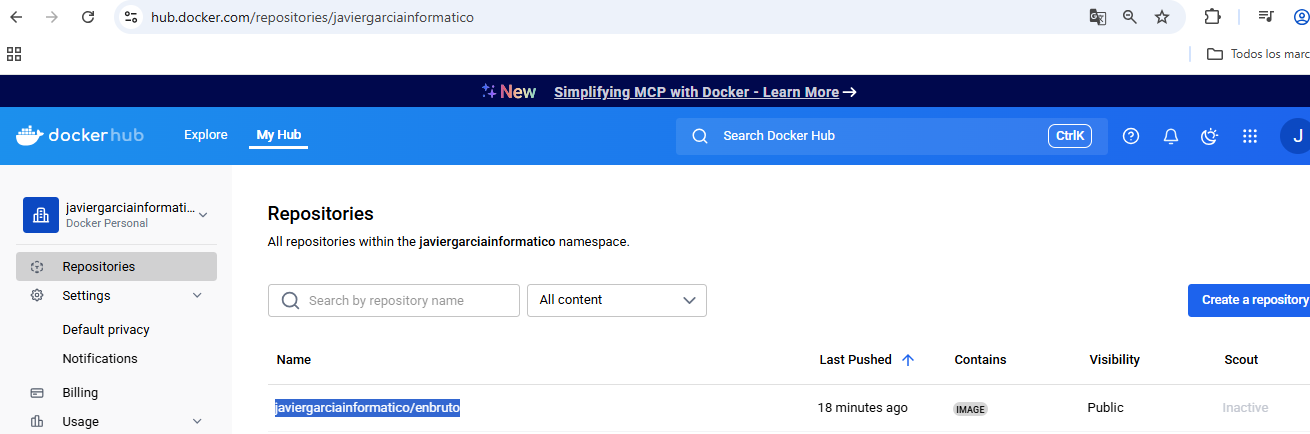 hub.docker.com/repositories/javiergarciainformatico
Todos los marc
New Simplifying MCP with Docker - Learn More →
dockerhub Explore My Hub Search Docker Hub CtrlK J
javiergarciainformati...
Docker Personal
Repositories
Settings
Default privacy
Notifications
Billing
Usage
Repositories
All repositories within the javiergarciainformatico namespace.
Search by repository name All content Create a repository
Name Last Pushed Contains Visibility Scout
javiergarciainformatico/enbruto 18 minutes ago IMAGE Public Inactive